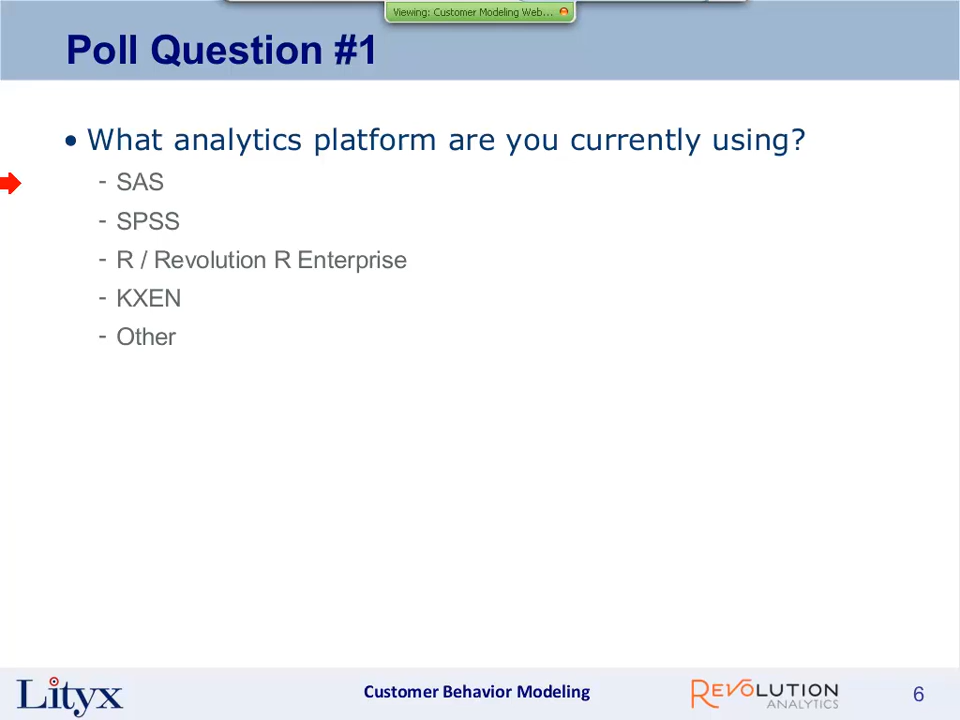 Viewing: Customer Modeling Web...
Poll Question #1
• What analytics platform are you currently using?
- SAS
- SPSS
- R / Revolution R Enterprise
- KXEN
- Other
Lityx
Customer Behavior Modeling
REVOLUTION
ANALYTICS
6